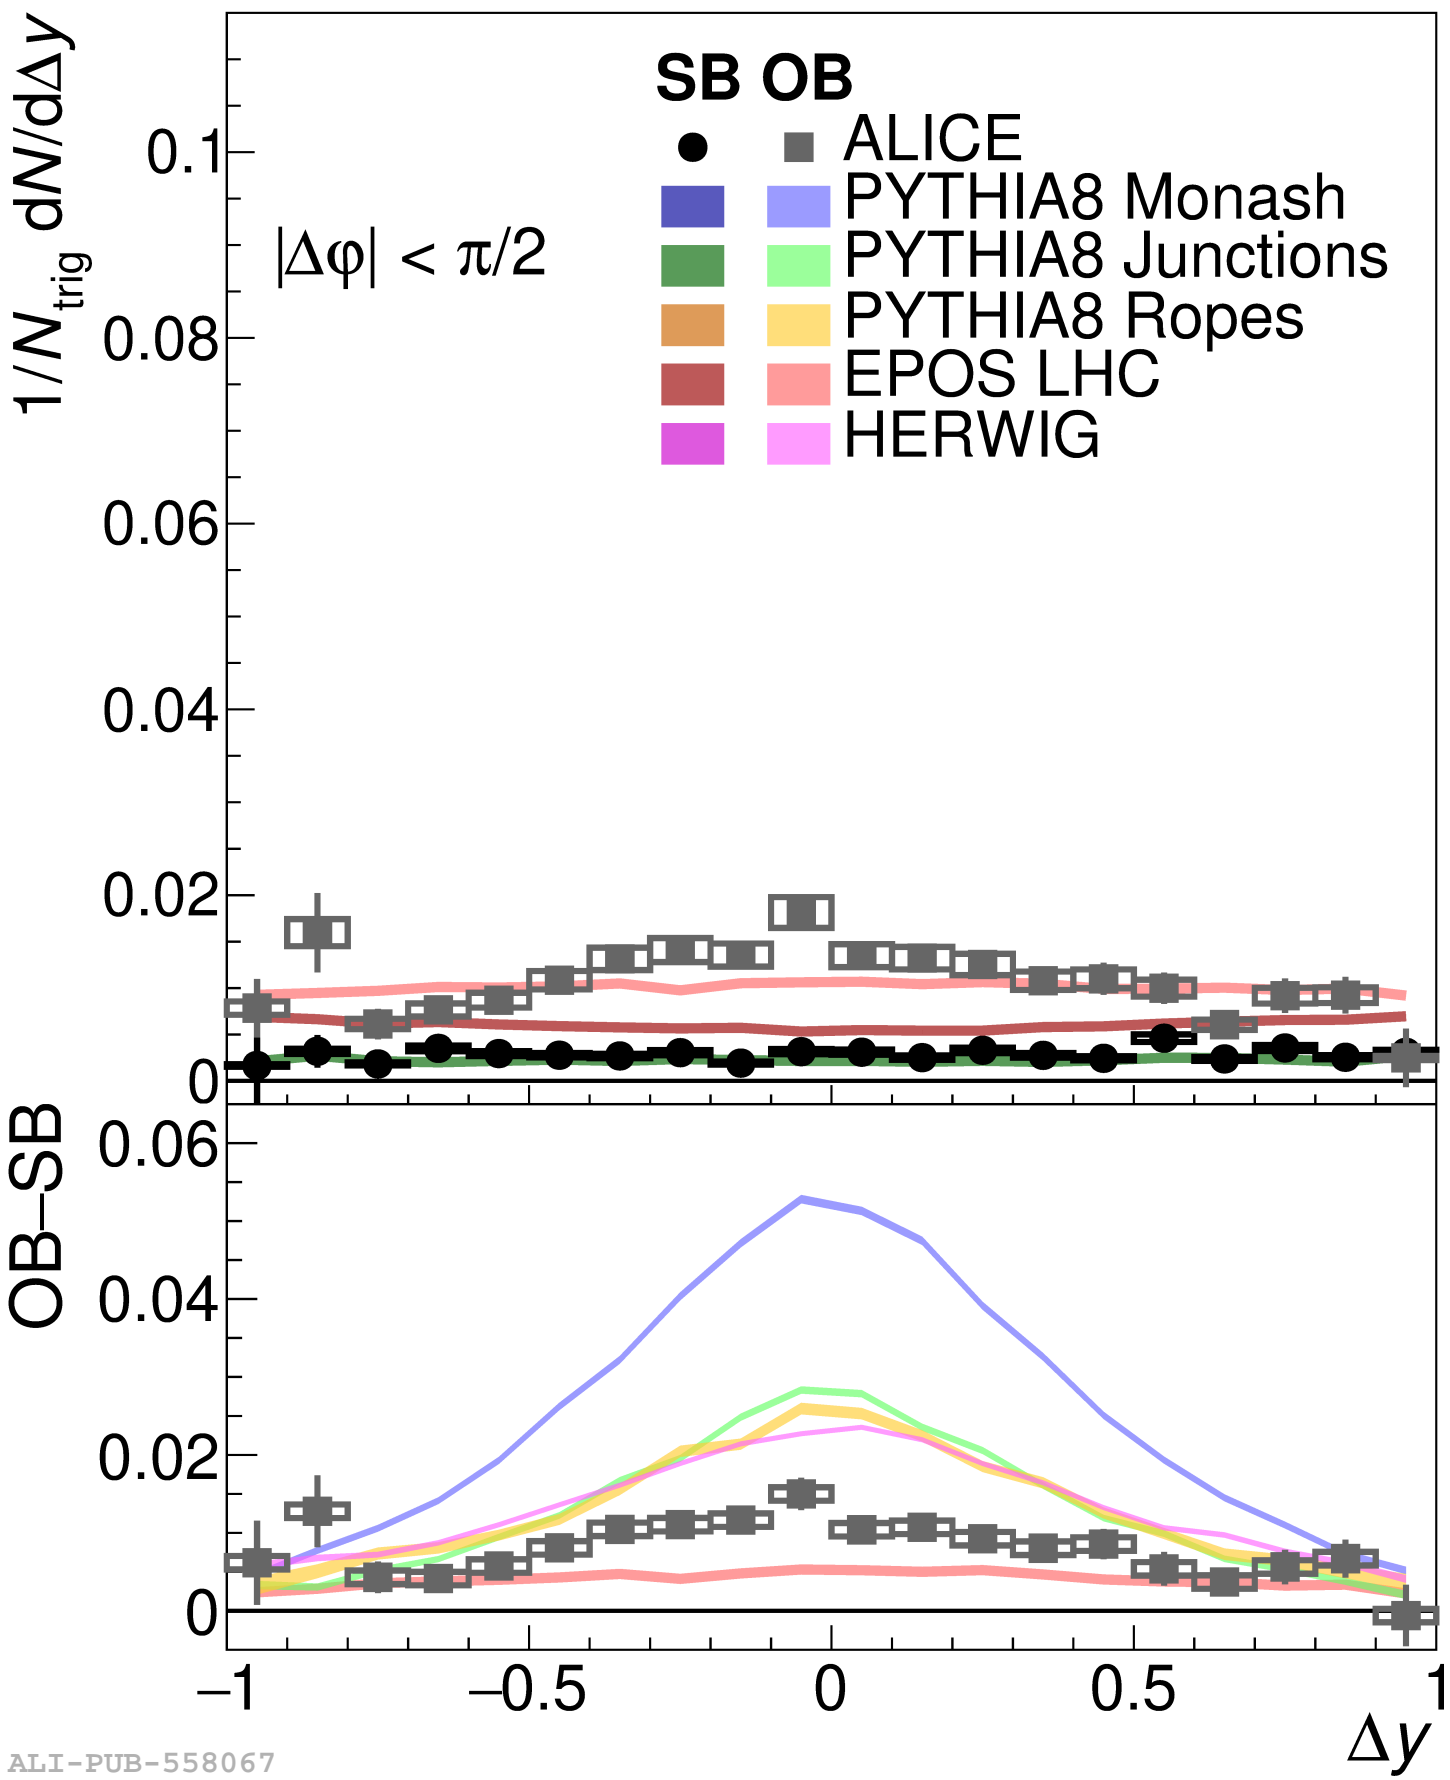 1/Ntrig dN/dΔy
SB OB
ALICE
PYTHIA8 Monash
PYTHIA8 Junctions
PYTHIA8 Ropes
EPOS LHC
HERWIG
|Δφ| < π/2
0.1
0.08
0.06
0.04
0.02
0
OB–SB
0.06
0.04
0.02
0
–1 –0.5 0 0.5 1
Δy
ALI-PUB-558067